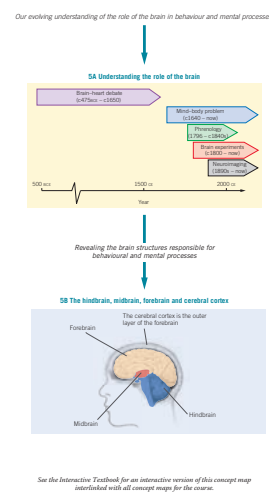 Our evolving understanding of the role of the brain in behaviour and mental processes
5A Understanding the role of the brain
Brain–heart debate
(c475BCE – c1650)
Mind–body problem
(c1640 – now)
Phrenology
(1796 – c1840s)
Brain experiments
(c1800 – now)
Neuroimaging
(1890s – now)
500 BCE
1500 CE
2000 CE
Year
Revealing the brain structures responsible for
behavioural and mental processes
5B The hindbrain, midbrain, forebrain and cerebral cortex
The cerebral cortex is the outer
layer of the forebrain
Forebrain
Hindbrain
Midbrain
See the Interactive Textbook for an interactive version of this concept map
interlinked with all concept maps for the course.